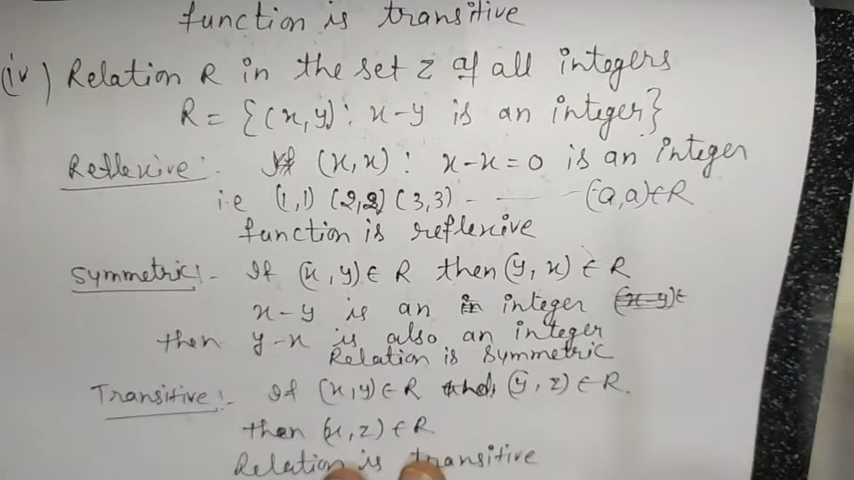 function is transitive
(iv) Relation R in the set Z of all integers
R = {(x,y): x-y is an integer}
Reflexive:- If (x,x): x-x=0 is an integer
i.e (1,1) (2,2) (3,3) - - - (a,a)∈R
function is reflexive
Symmetric:- If (x,y)∈ R then (y,x) ∈ R
x-y is an integer
then y-x is also an integer
Relation is symmetric
Transitive:- If (x,y)∈R and (y,z)∈R.
then (x,z)∈R
Relation is transitive